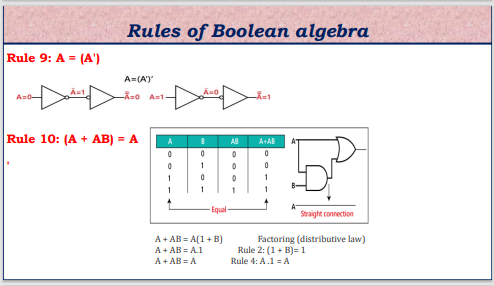 Rules of Boolean algebra
Rule 9: A = (A')
A=(A')'
A=0 Ā=1 A̿=0 A=1 Ā=0 A̿=1
Rule 10: (A + AB) = A
A B AB A+AB
0 0 0 0
0 1 0 0
1 0 0 1
1 1 1 1
Equal
A
B
A
Straight connection
A + AB = A(1 + B) Factoring (distributive law)
A + AB = A.1 Rule 2: (1 + B)= 1
A + AB = A Rule 4: A .1 = A